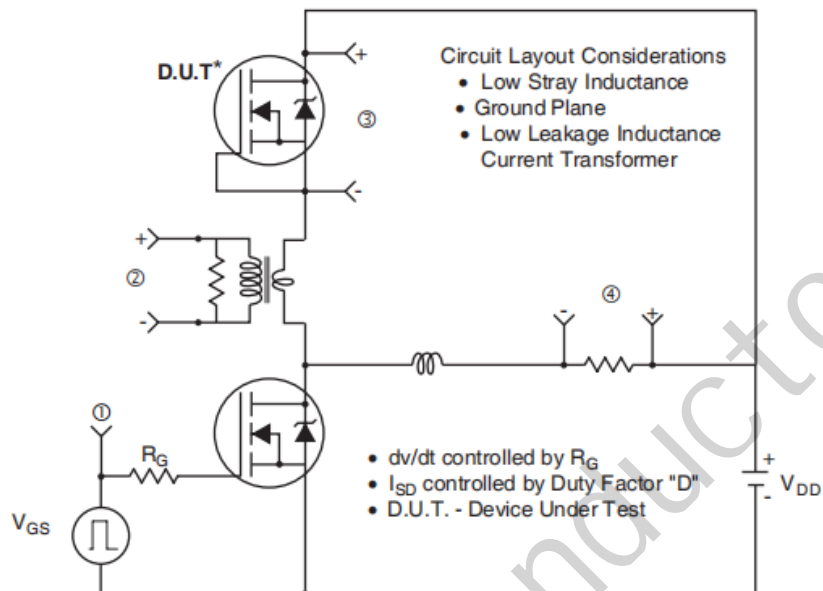 D.U.T*
+
③
-
Circuit Layout Considerations
• Low Stray Inductance
• Ground Plane
• Low Leakage Inductance
Current Transformer
+
②
-
④
- +
①
RG
VGS
• dv/dt controlled by RG
• ISD controlled by Duty Factor "D"
• D.U.T. - Device Under Test
+
-
VDD
nductor